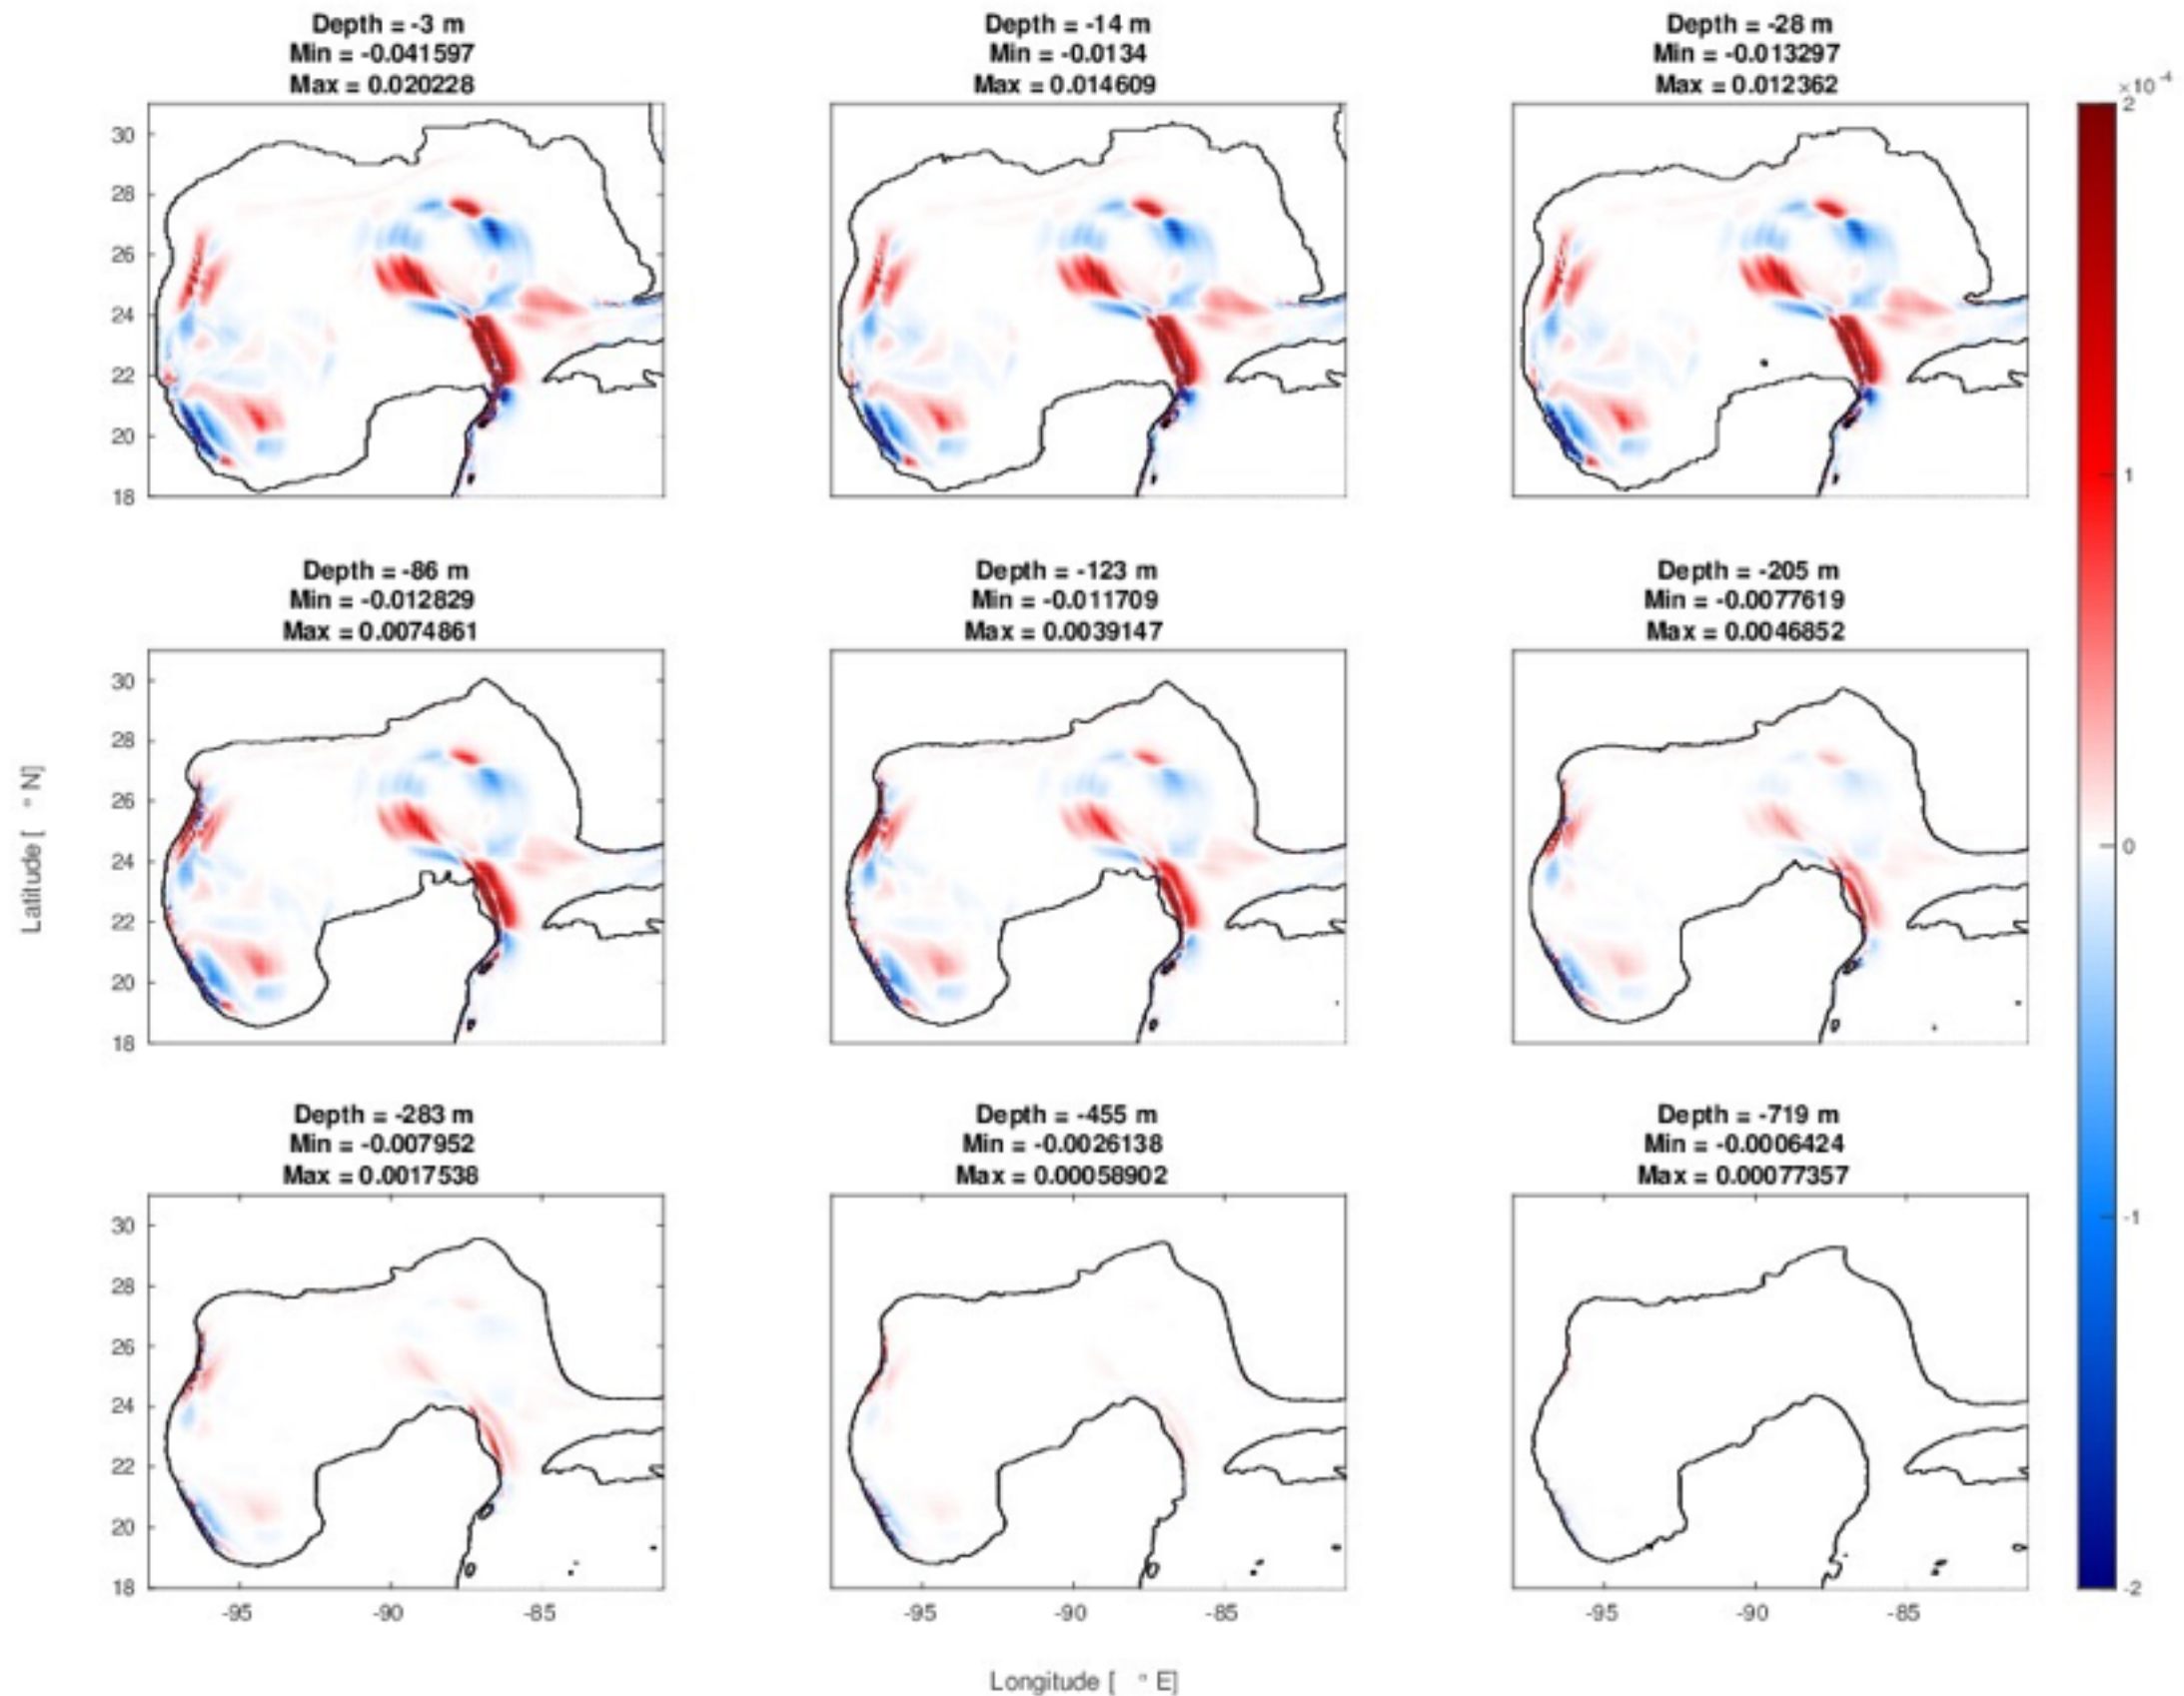 Depth = -3 m
Min = -0.041597
Max = 0.020228
Depth = -14 m
Min = -0.0134
Max = 0.014609
Depth = -28 m
Min = -0.013297
Max = 0.012362
×10⁻⁴
30
28
26
24
22
20
18
Depth = -86 m
Min = -0.012829
Max = 0.0074861
Depth = -123 m
Min = -0.011709
Max = 0.0039147
Depth = -205 m
Min = -0.0077619
Max = 0.0046852
30
28
26
24
22
20
18
Latitude [ ° N]
Depth = -283 m
Min = -0.007952
Max = 0.0017538
Depth = -455 m
Min = -0.0026138
Max = 0.00058902
Depth = -719 m
Min = -0.0006424
Max = 0.00077357
30
28
26
24
22
20
18
-95 -90 -85
-95 -90 -85
-95 -90 -85
Longitude [ ° E]
2
1
0
-1
-2